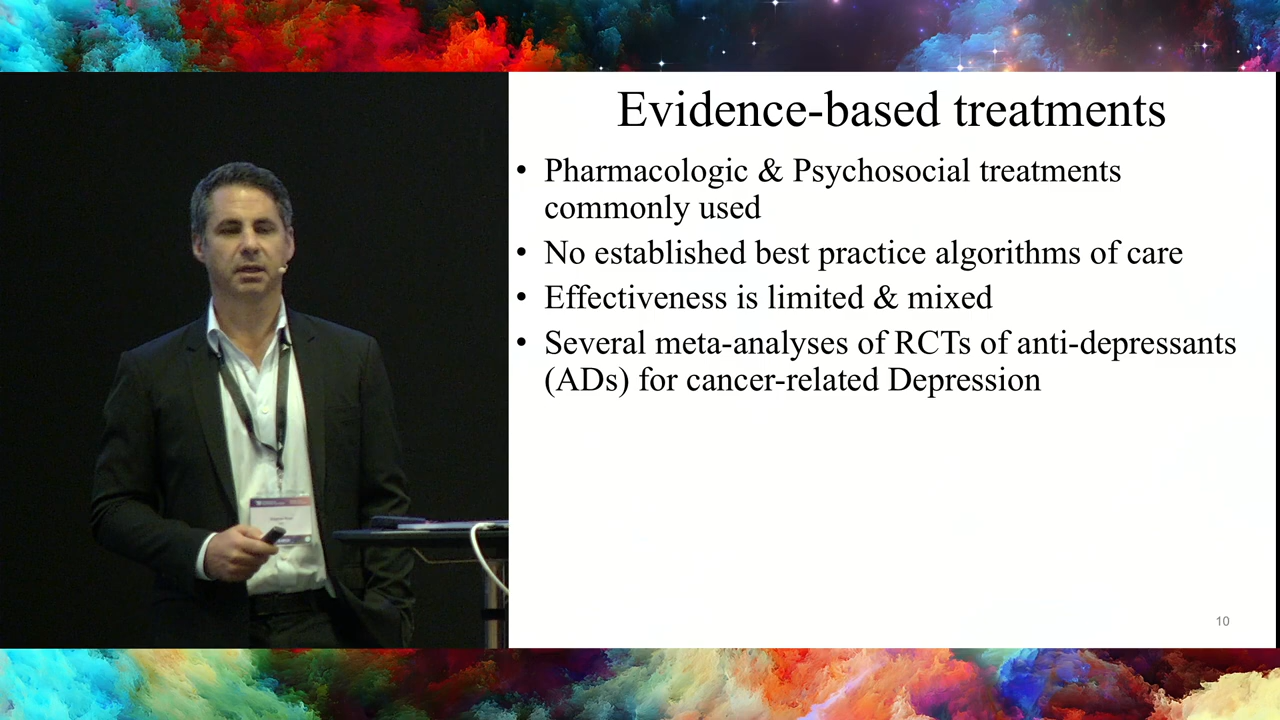 Evidence-based treatments
• Pharmacologic & Psychosocial treatments
commonly used
• No established best practice algorithms of care
• Effectiveness is limited & mixed
• Several meta-analyses of RCTs of anti-depressants
(ADs) for cancer-related Depression
10